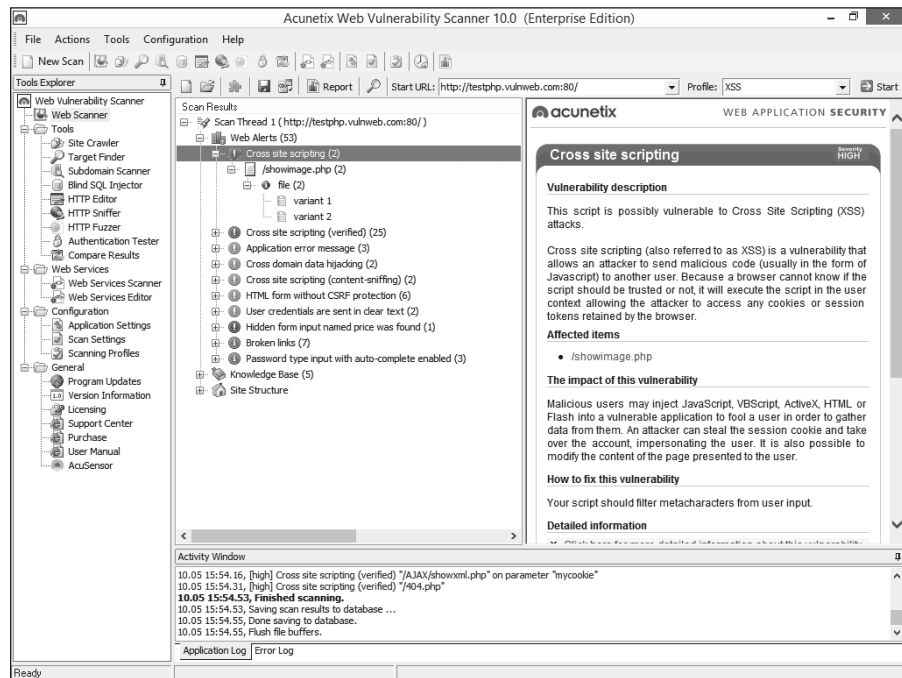 Acunetix Web Vulnerability Scanner 10.0 (Enterprise Edition)
File Actions Tools Configuration Help
New Scan
Tools Explorer
Web Vulnerability Scanner
Web Scanner
Tools
Site Crawler
Target Finder
Subdomain Scanner
Blind SQL Injector
HTTP Editor
HTTP Sniffer
HTTP Fuzzer
Authentication Tester
Compare Results
Web Services
Web Services Scanner
Web Services Editor
Configuration
Application Settings
Scan Settings
Scanning Profiles
General
Program Updates
Version Information
Licensing
Support Center
Purchase
User Manual
AcuSensor
Report Start URL: http://testphp.vulnweb.com:80/ Profile: XSS Start
Scan Results
Scan Thread 1 ( http://testphp.vulnweb.com:80/ )
Web Alerts (53)
Cross site scripting (2)
/showimage.php (2)
file (2)
variant 1
variant 2
Cross site scripting (verified) (25)
Application error message (3)
Cross domain data hijacking (2)
Cross site scripting (content-sniffing) (2)
HTML form without CSRF protection (6)
User credentials are sent in clear text (2)
Hidden form input named price was found (1)
Broken links (7)
Password type input with auto-complete enabled (3)
Knowledge Base (5)
Site Structure
acunetix WEB APPLICATION SECURITY
Cross site scripting Severity HIGH
Vulnerability description
This script is possibly vulnerable to Cross Site Scripting (XSS)
attacks.
Cross site scripting (also referred to as XSS) is a vulnerability that
allows an attacker to send malicious code (usually in the form of
Javascript) to another user. Because a browser cannot know if the
script should be trusted or not, it will execute the script in the user
context allowing the attacker to access any cookies or session
tokens retained by the browser.
Affected items
• /showimage.php
The impact of this vulnerability
Malicious users may inject JavaScript, VBScript, ActiveX, HTML or
Flash into a vulnerable application to fool a user in order to gather
data from them. An attacker can steal the session cookie and take
over the account, impersonating the user. It is also possible to
modify the content of the page presented to the user.
How to fix this vulnerability
Your script should filter metacharacters from user input.
Detailed information
Activity Window
10.05 15:54.16, [high] Cross site scripting (verified) "/AJAX/showxml.php" on parameter "mycookie"
10.05 15:54.31, [high] Cross site scripting (verified) "/404.php"
10.05 15:54.53, Finished scanning.
10.05 15:54.53, Saving scan results to database ...
10.05 15:54.55, Done saving to database.
10.05 15:54.55, Flush file buffers.
Application Log Error Log
Ready